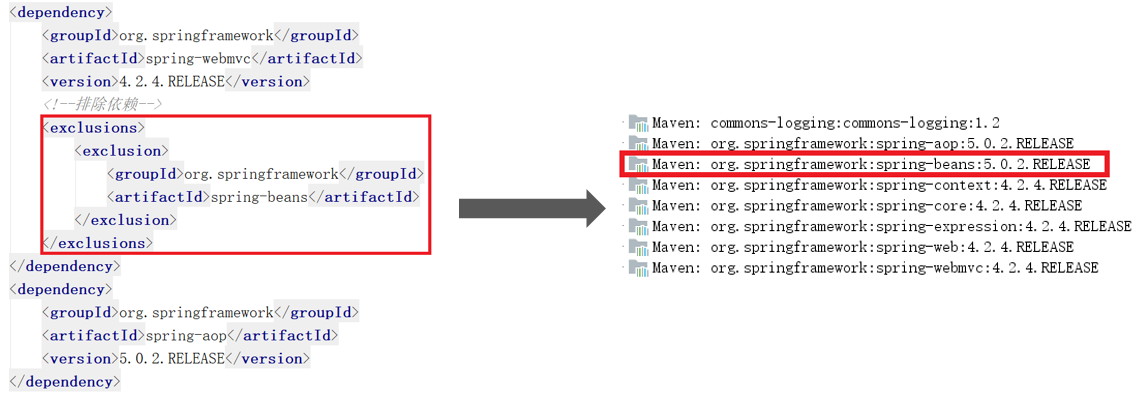 <dependency>
<groupId>org.springframework</groupId>
<artifactId>spring-webmvc</artifactId>
<version>4.2.4.RELEASE</version>
<!--排除依赖-->
<exclusions>
<exclusion>
<groupId>org.springframework</groupId>
<artifactId>spring-beans</artifactId>
</exclusion>
</exclusions>
</dependency>
<dependency>
<groupId>org.springframework</groupId>
<artifactId>spring-aop</artifactId>
<version>5.0.2.RELEASE</version>
</dependency>
Maven: commons-logging:commons-logging:1.2
Maven: org.springframework:spring-aop:5.0.2.RELEASE
Maven: org.springframework:spring-beans:5.0.2.RELEASE
Maven: org.springframework:spring-context:4.2.4.RELEASE
Maven: org.springframework:spring-core:4.2.4.RELEASE
Maven: org.springframework:spring-expression:4.2.4.RELEASE
Maven: org.springframework:spring-web:4.2.4.RELEASE
Maven: org.springframework:spring-webmvc:4.2.4.RELEASE